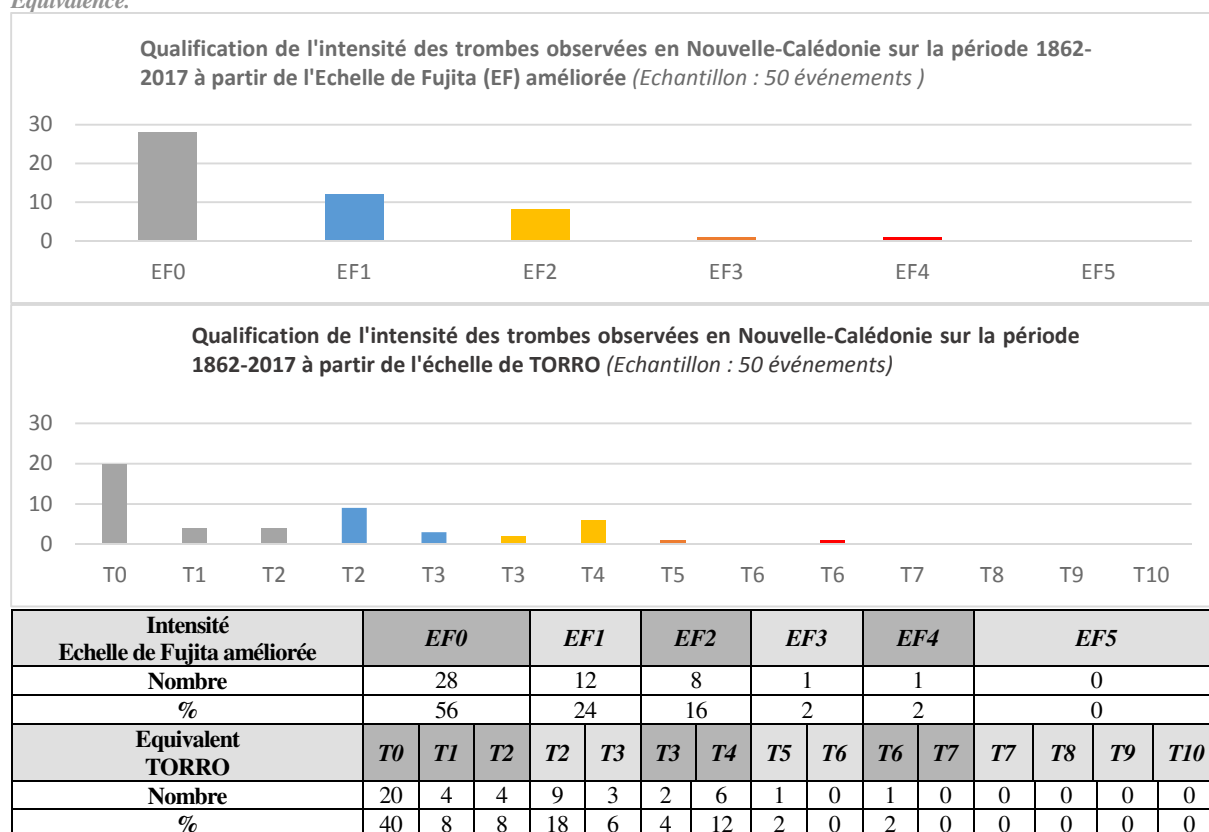 Equivalence.
Qualification de l'intensité des trombes observées en Nouvelle-Calédonie sur la période 1862-
2017 à partir de l'Echelle de Fujita (EF) améliorée (Echantillon : 50 événements )
30
20
10
0
EF0 EF1 EF2 EF3 EF4 EF5
Qualification de l'intensité des trombes observées en Nouvelle-Calédonie sur la période
1862-2017 à partir de l'échelle de TORRO (Echantillon : 50 événements)
30
20
10
0
T0 T1 T2 T2 T3 T3 T4 T5 T6 T6 T7 T8 T9 T10
Intensité
Echelle de Fujita améliorée EF0 EF1 EF2 EF3 EF4 EF5
Nombre 28 12 8 1 1 0
% 56 24 16 2 2 0
Equivalent
TORRO T0 T1 T2 T2 T3 T3 T4 T5 T6 T6 T7 T7 T8 T9 T10
Nombre 20 4 4 9 3 2 6 1 0 1 0 0 0 0 0
% 40 8 8 18 6 4 12 2 0 2 0 0 0 0 0